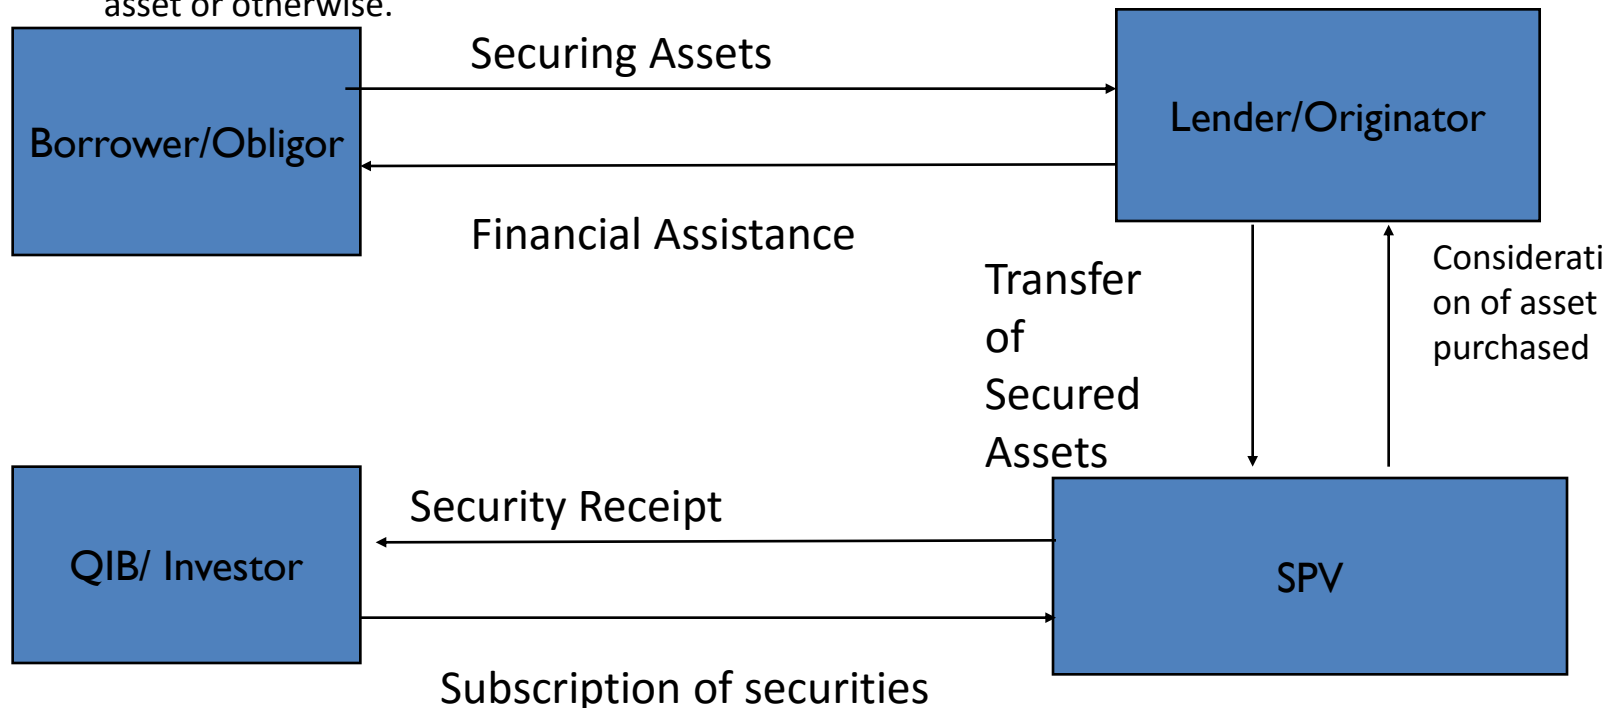 asset or otherwise.
Securing Assets
Borrower/Obligor
Lender/Originator
Financial Assistance
Transfer
of
Secured
Assets
Considerati
on of asset
purchased
Security Receipt
QIB/ Investor
SPV
Subscription of securities